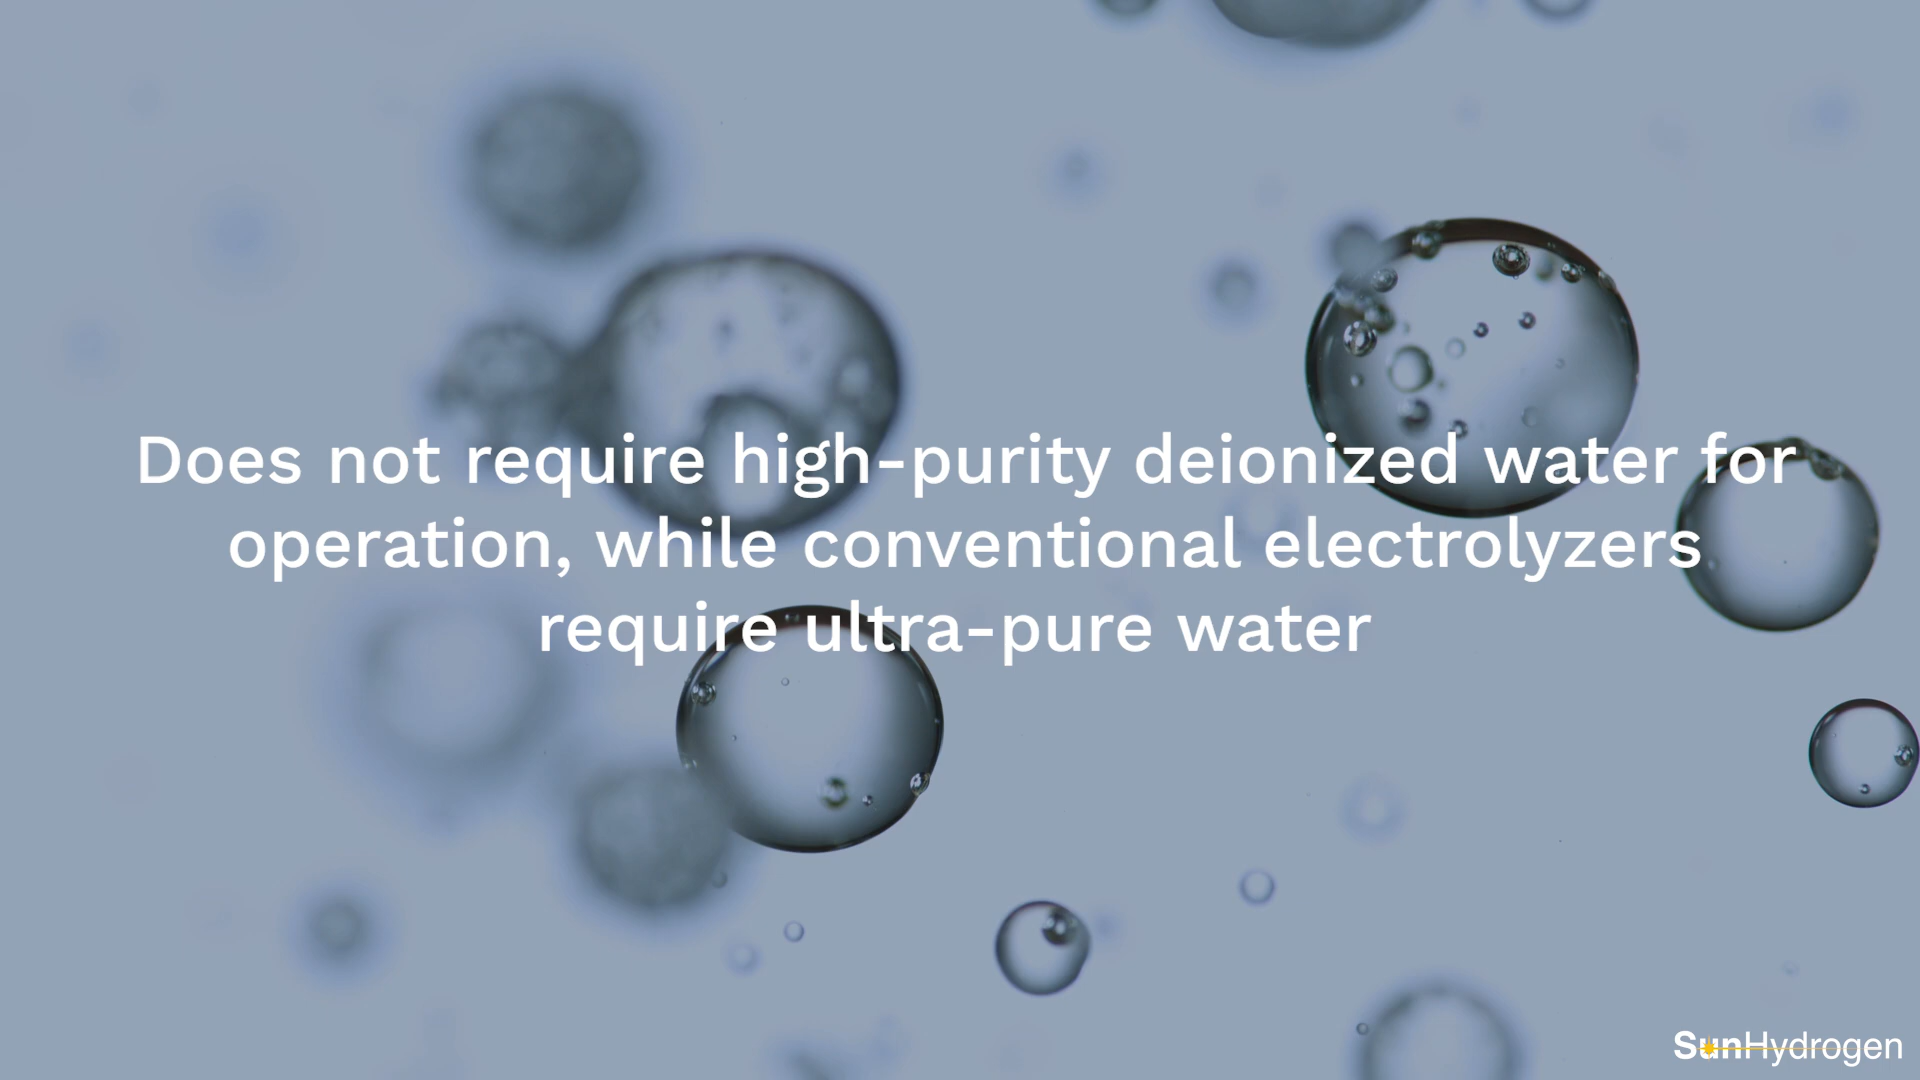 Does not require high-purity deionized water for
operation, while conventional electrolyzers
require ultra-pure water
SunHydrogen